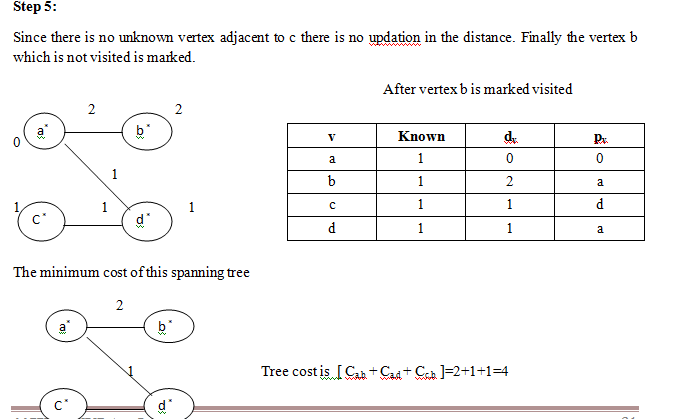 Step 5:
Since there is no unknown vertex adjacent to c there is no updation in the distance. Finally the vertex b
which is not visited is marked.
After vertex b is marked visited
2 2
a* b*
0
1
1 1 1
c* d*
v Known dv pv
a 1 0 0
b 1 2 a
c 1 1 d
d 1 1 a
The minimum cost of this spanning tree
2
a* b*
1
Tree cost is [ Cab + Cad + Ccb ]=2+1+1=4
c* d*